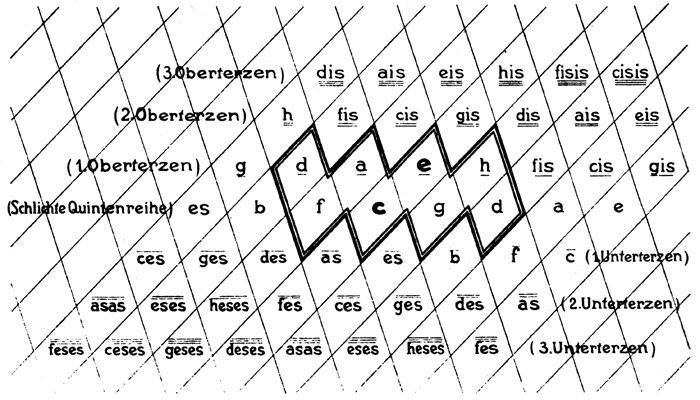 (3.Oberterzen) dis ais eis his fisis cisis
(2.Oberterzen) h fis cis gis dis ais eis
(1.Oberterzen) g d a e h fis cis gis
(Schlichte Quintenreihe) es b f c g d a e
ces ges des as es b f c (1.Unterterzen)
asas eses heses fes ces ges des as (2.Unterterzen)
feses ceses geses deses asas eses heses fes (3.Unterterzen)